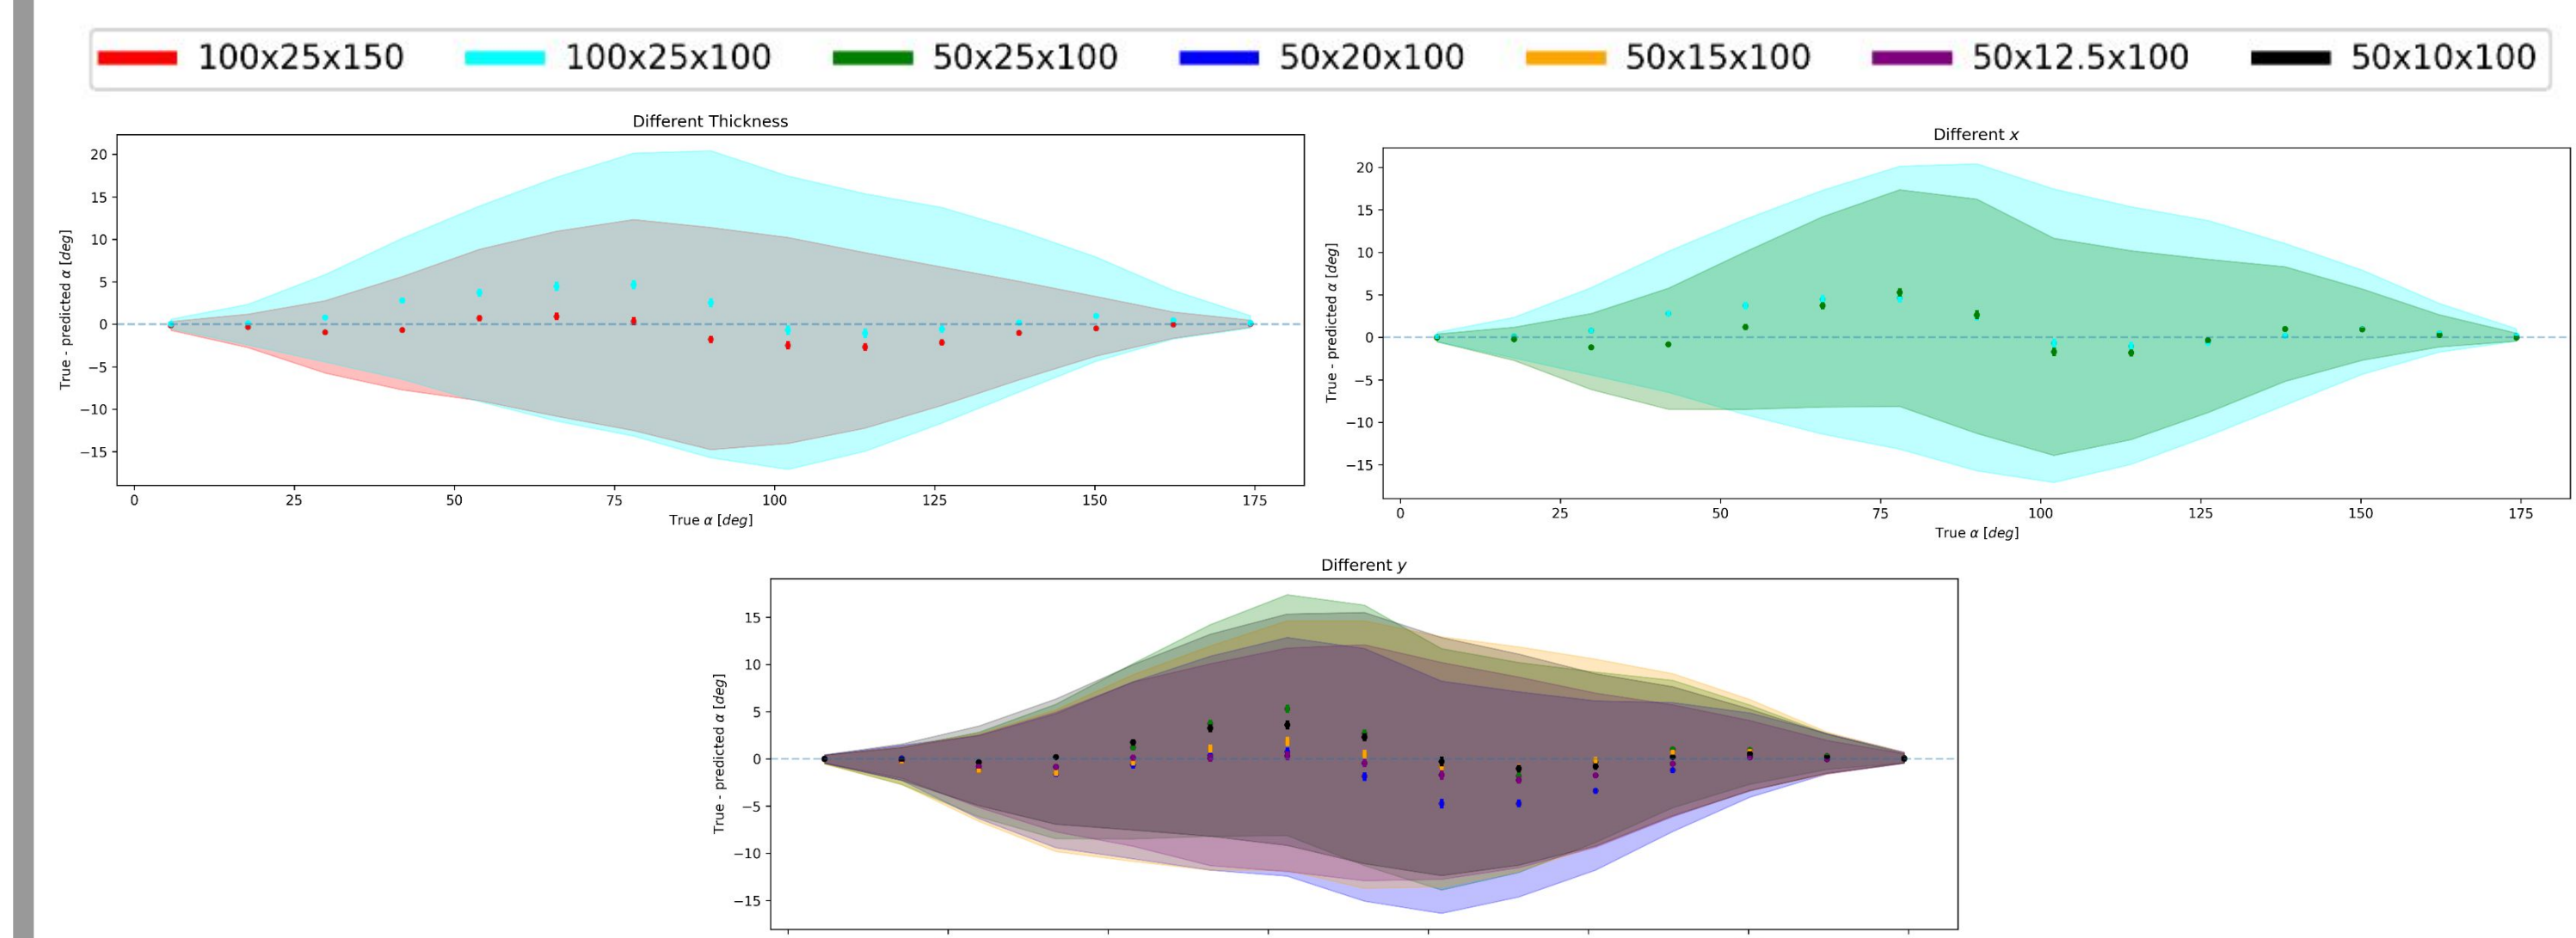 100x25x150 100x25x100 50x25x100 50x20x100 50x15x100 50x12.5x100 50x10x100
Different Thickness
20
15
10
5
0
−5
−10
−15
True - predicted α [deg]
0 25 50 75 100 125 150 175
True α [deg]
Different x
20
15
10
5
0
−5
−10
−15
True - predicted α [deg]
0 25 50 75 100 125 150 175
True α [deg]
Different y
15
10
5
0
−5
−10
−15
True - predicted α [deg]